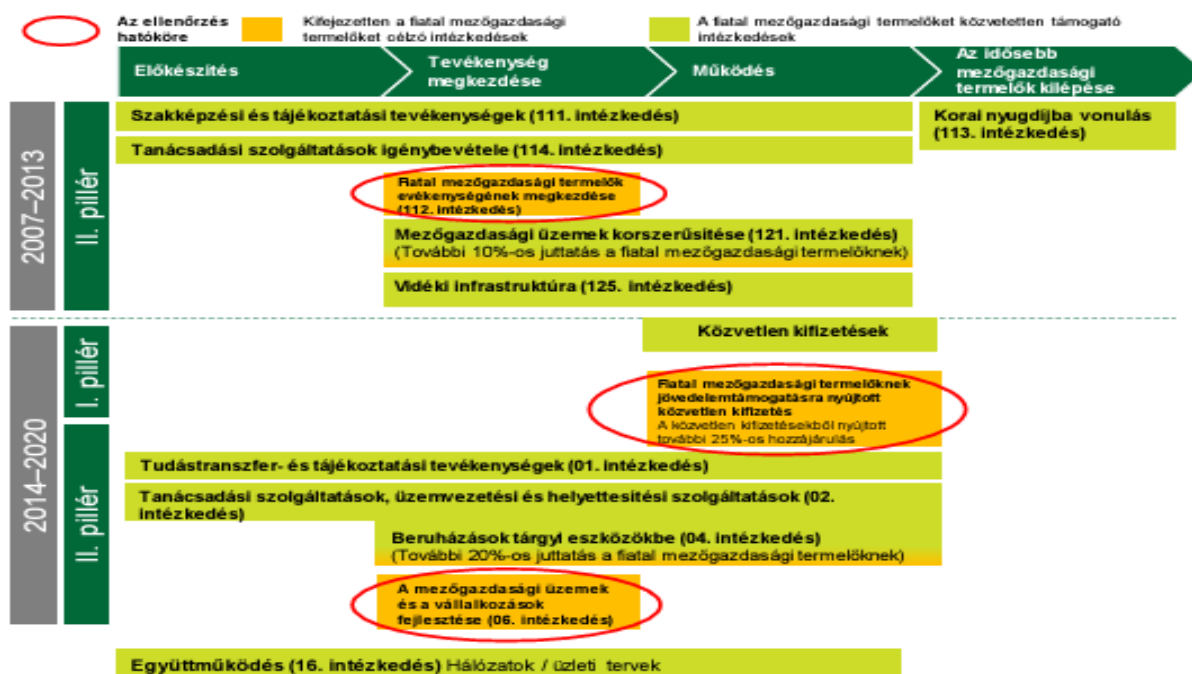 Az ellenőrzés
hatóköre
Kifejezetten a fiatal mezőgazdasági
termelőket célzó intézkedések
A fiatal mezőgazdasági termelőket közvetetten támogató
intézkedések
Előkészítés
Tevékenység
megkezdése
Működés
Az idősebb
mezőgazdasági
termelők kilépése
2007–2013
II. pillér
Szakképzési és tájékoztatási tevékenységek (111. intézkedés)
Korai nyugdíjba vonulás
(113. intézkedés)
Tanácsadási szolgáltatások igénybevétele (114. intézkedés)
Fiatal mezőgazdasági termelők
evékenységének megkezdése
(112. intézkedés)
Mezőgazdasági üzemek korszerűsítése (121. intézkedés)
(További 10%-os juttatás a fiatal mezőgazdasági termelőknek)
Vidéki infrastruktúra (125. intézkedés)
2014–2020
I. pillér
Közvetlen kifizetések
Fiatal mezőgazdasági termelőknek
jövedelemtámogatásra nyújtott
közvetlen kifizetés
A közvetlen kifizetésekből nyújtott
további 25%-os hozzájárulás
II. pillér
Tudástranszfer- és tájékoztatási tevékenységek (01. intézkedés)
Tanácsadási szolgáltatások, üzemvezetési és helyettesítési szolgáltatások (02.
intézkedés)
Beruházások tárgyi eszközökbe (04. intézkedés)
(További 20%-os juttatás a fiatal mezőgazdasági termelőknek)
A mezőgazdasági üzemek
és a vállalkozások
fejlesztése (06. intézkedés)
Együttműködés (16. intézkedés) Hálózatok / üzleti tervek